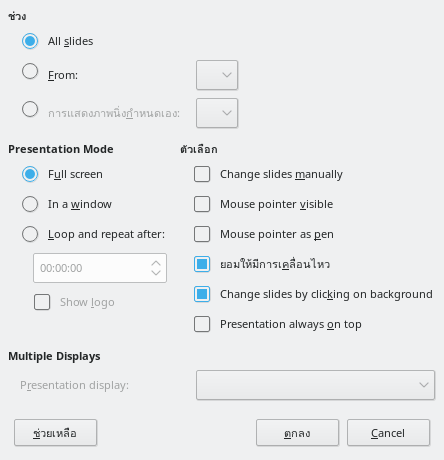 ช่วง
All slides
From:
การแสดงภาพนิ่งกำหนดเอง:
Presentation Mode
ตัวเลือก
Full screen
Change slides manually
In a window
Mouse pointer visible
Loop and repeat after:
Mouse pointer as pen
00:00:00
ยอมให้มีการเคลื่อนไหว
Show logo
Change slides by clicking on background
Presentation always on top
Multiple Displays
Presentation display:
ช่วยเหลือ
ตกลง
Cancel